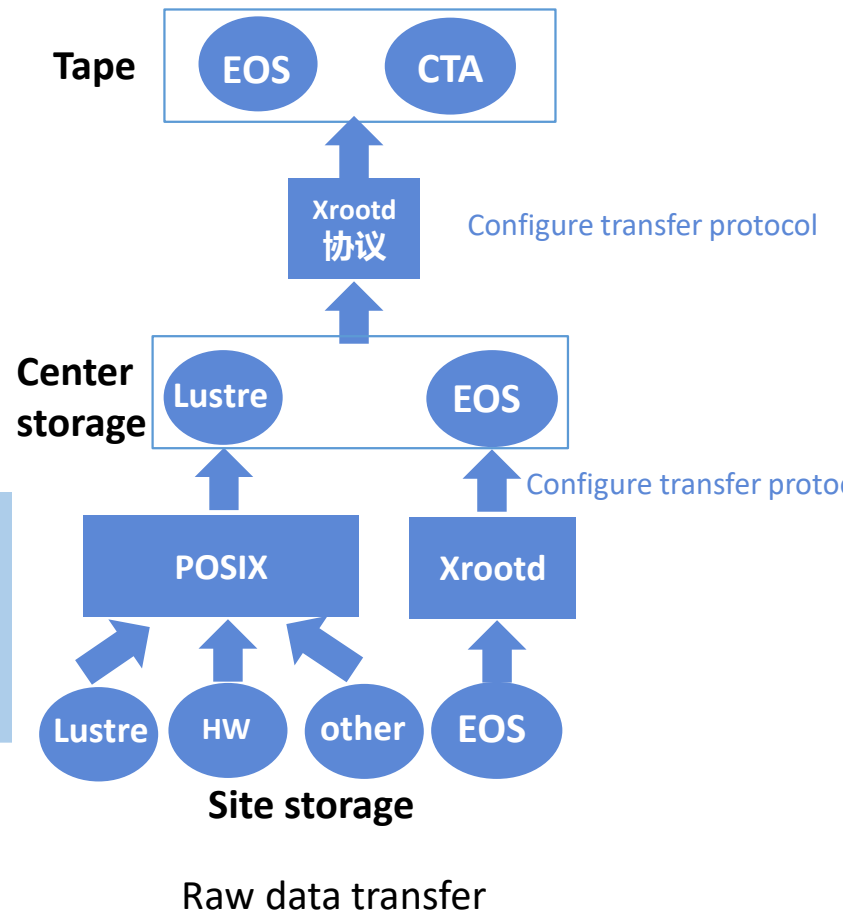 Tape
EOS
CTA
Xrootd
协议
Configure transfer protocol
Center
storage
Lustre
EOS
Configure transfer protoc
POSIX
Xrootd
Lustre
HW
other
EOS
Site storage
Raw data transfer